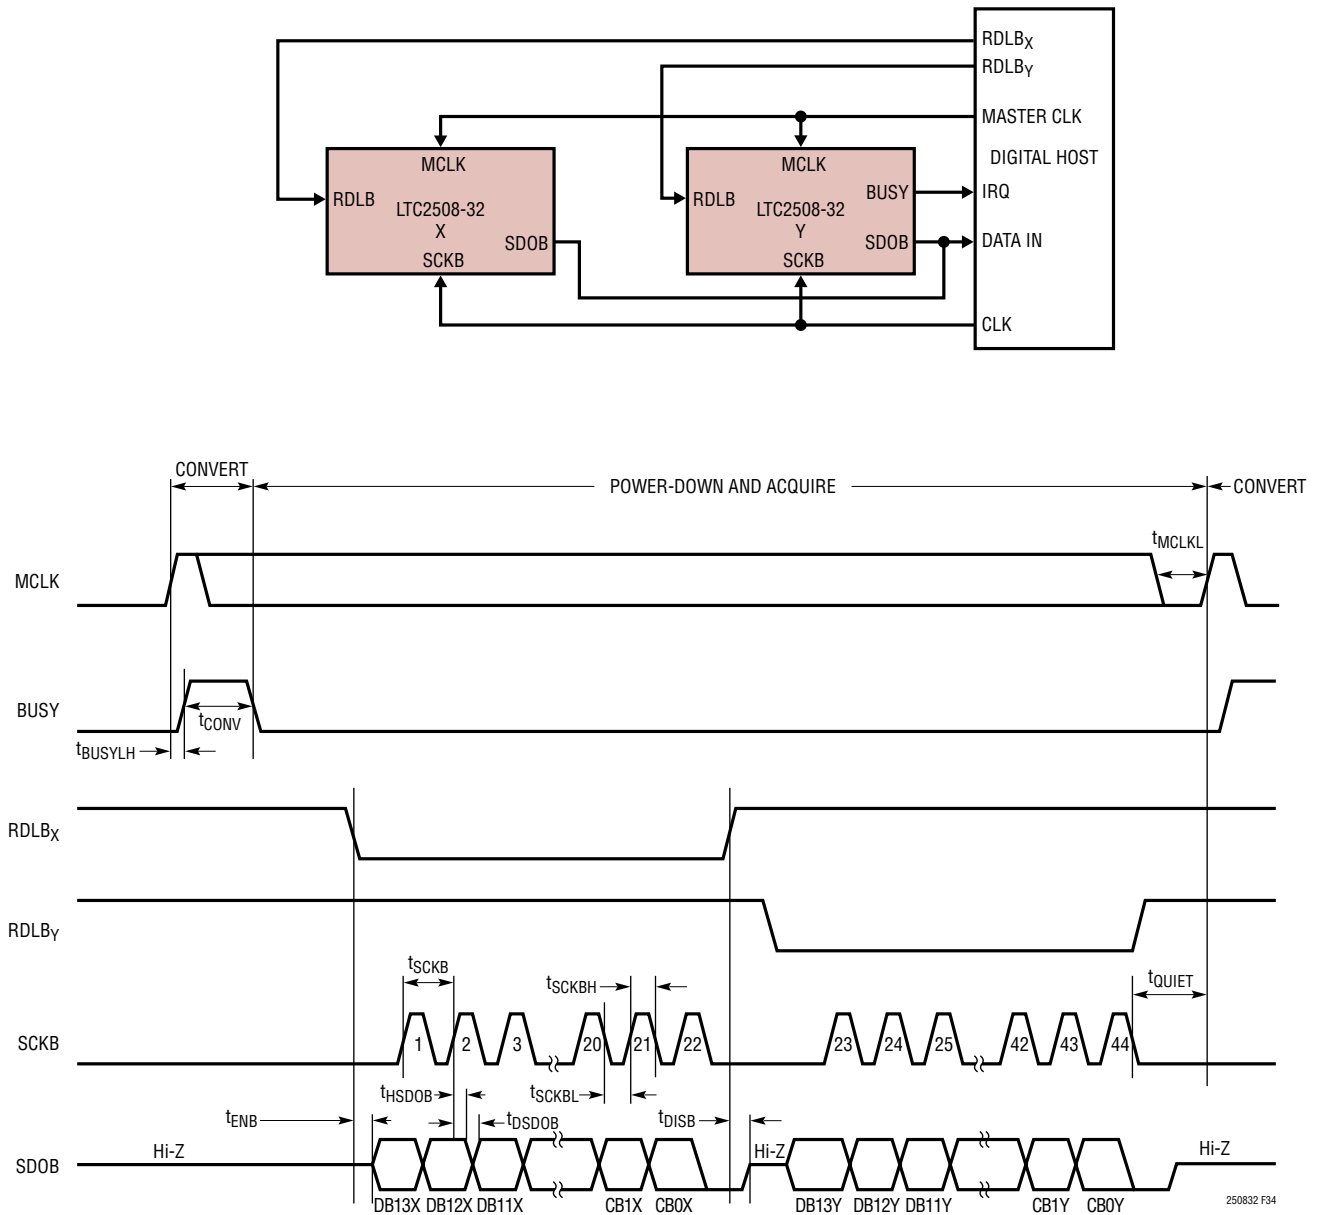 RDLBX
RDLBY
MASTER CLK
MCLK
MCLK
DIGITAL HOST
RDLB
LTC2508-32
X
SDOB
SCKB
RDLB
LTC2508-32
Y
BUSY
SDOB
SCKB
IRQ
DATA IN
CLK
CONVERT
POWER-DOWN AND ACQUIRE
CONVERT
tMCLKL
MCLK
BUSY
tCONV
tBUSYLH
RDLBX
RDLBY
tSCKB
tSCKBH
tQUIET
SCKB
1
2
3
20
21
22
23
24
25
42
43
44
tHSDOB
tSCKBL
tENB
tDSDOB
tDISB
SDOB
Hi-Z
Hi-Z
Hi-Z
DB13X
DB12X
DB11X
CB1X
CB0X
DB13Y
DB12Y
DB11Y
CB1Y
CB0Y
250832 F34